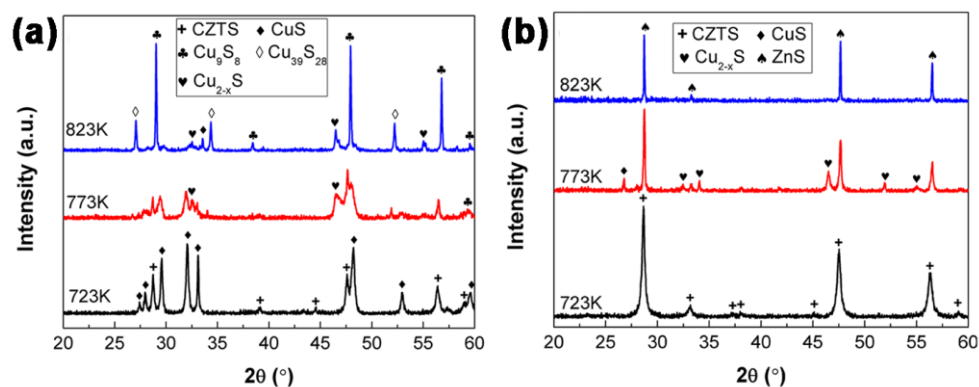 (a)
+ CZTS ♦ CuS
♣ Cu9S8 ◊ Cu39S28
♥ Cu2-xS
823K
773K
723K
Intensity (a.u.)
20 25 30 35 40 45 50 55 60
2θ (°)
(b)
+ CZTS ♦ CuS
♥ Cu2-xS ♠ ZnS
823K
773K
723K
Intensity (a.u.)
20 25 30 35 40 45 50 55 60
2θ (°)